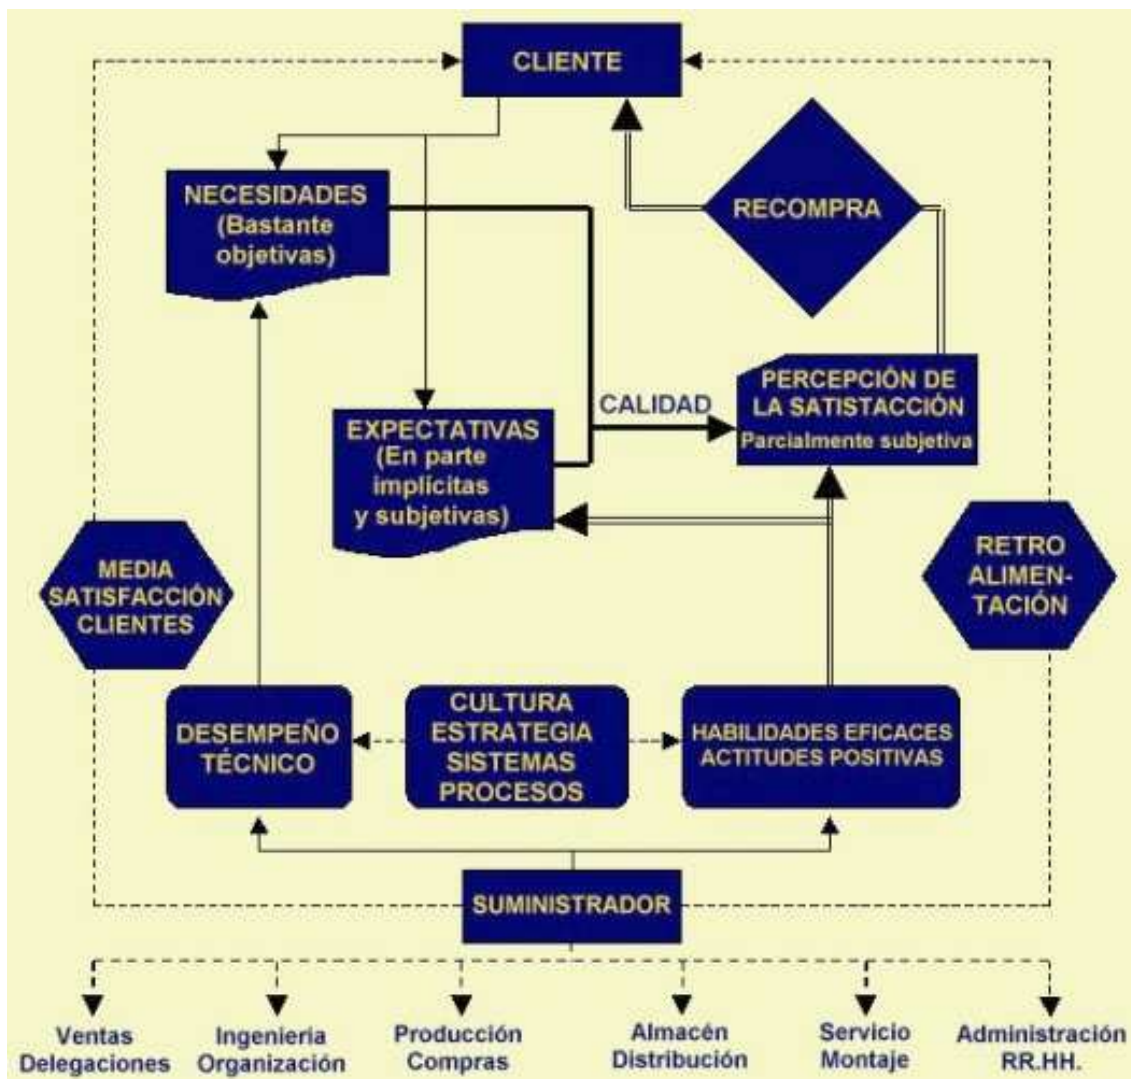 CLIENTE
NECESIDADES
(Bastante
objetivas)
RECOMPRA
EXPECTATIVAS
(En parte
implícitas
y subjetivas)
CALIDAD
PERCEPCIÓN DE
LA SATISTACCIÓN
Parcialmente subjetiva
MEDIA
SATISFACCIÓN
CLIENTES
RETRO
ALIMEN-
TACIÓN
DESEMPEÑO
TÉCNICO
CULTURA
ESTRATEGIA
SISTEMAS
PROCESOS
HABILIDADES EFICACES
ACTITUDES POSITIVAS
SUMINISTRADOR
Ventas
Delegaciones
Ingeniería
Organización
Producción
Compras
Almacén
Distribución
Servicio
Montaje
Administración
RR.HH.